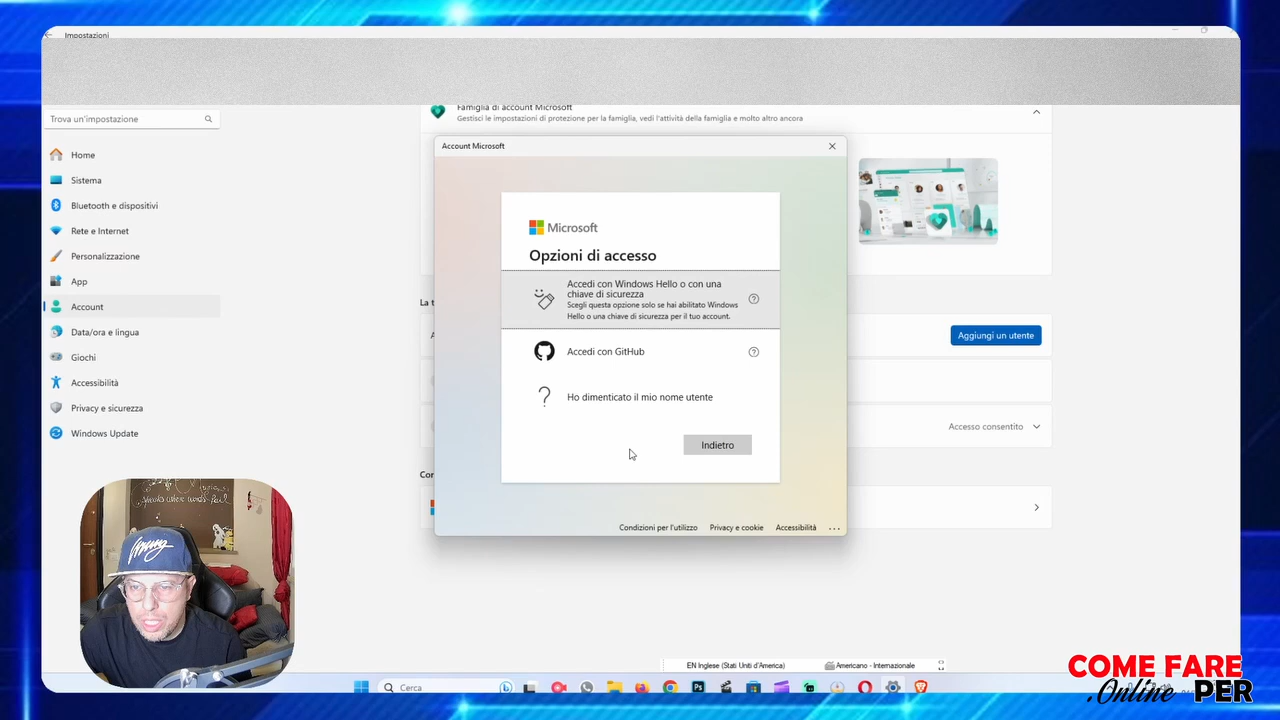 Impostazioni
Trova un'impostazione
Home
Sistema
Bluetooth e dispositivi
Rete e Internet
Personalizzazione
App
Account
Data/ora e lingua
Giochi
Accessibilità
Privacy e sicurezza
Windows Update
Famiglia di account Microsoft
Gestisci le impostazioni di protezione per la famiglia, vedi l'attività della famiglia e molto altro ancora
La t
Aggiungi un utente
Accesso consentito
Account Microsoft
Microsoft
Opzioni di accesso
Accedi con Windows Hello o con una
chiave di sicurezza
Scegli questa opzione solo se hai abilitato Windows
Hello o una chiave di sicurezza per il tuo account.
Accedi con GitHub
Ho dimenticato il mio nome utente
Indietro
Condizioni per l'utilizzo Privacy e cookie Accessibilità ...
EN Inglese (Stati Uniti d'America) Americano - Internazionale
Cerca
COME FARE
.Online PER